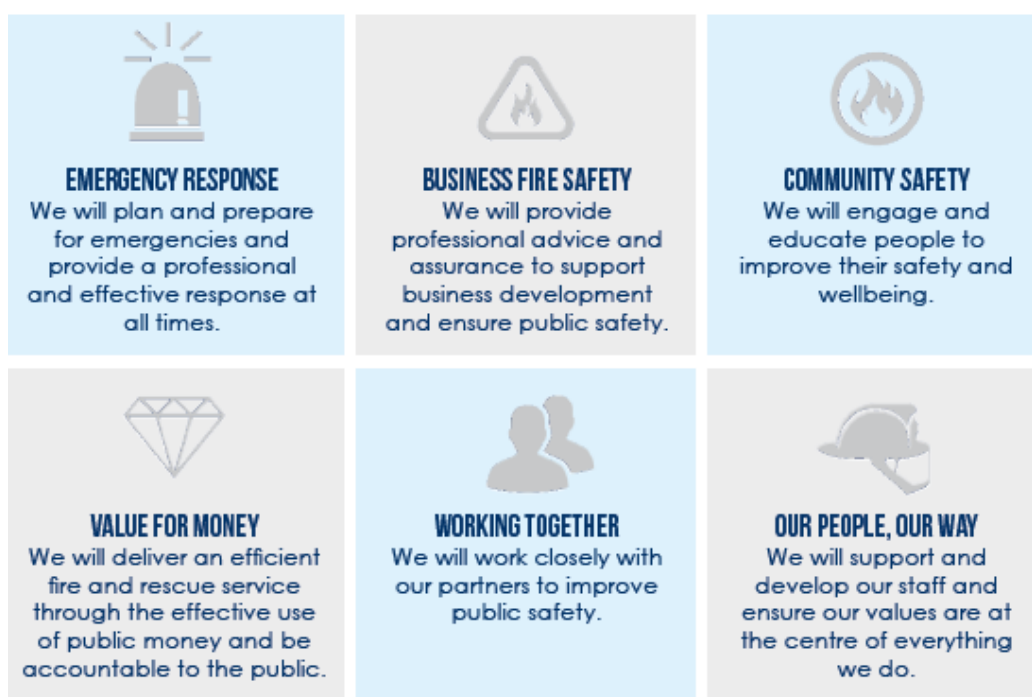 EMERGENCY RESPONSE
We will plan and prepare
for emergencies and
provide a professional
and effective response at
all times.
BUSINESS FIRE SAFETY
We will provide
professional advice and
assurance to support
business development
and ensure public safety.
COMMUNITY SAFETY
We will engage and
educate people to
improve their safety and
wellbeing.
VALUE FOR MONEY
We will deliver an efficient
fire and rescue service
through the effective use
of public money and be
accountable to the public.
WORKING TOGETHER
We will work closely with
our partners to improve
public safety.
OUR PEOPLE, OUR WAY
We will support and
develop our staff and
ensure our values are at
the centre of everything
we do.